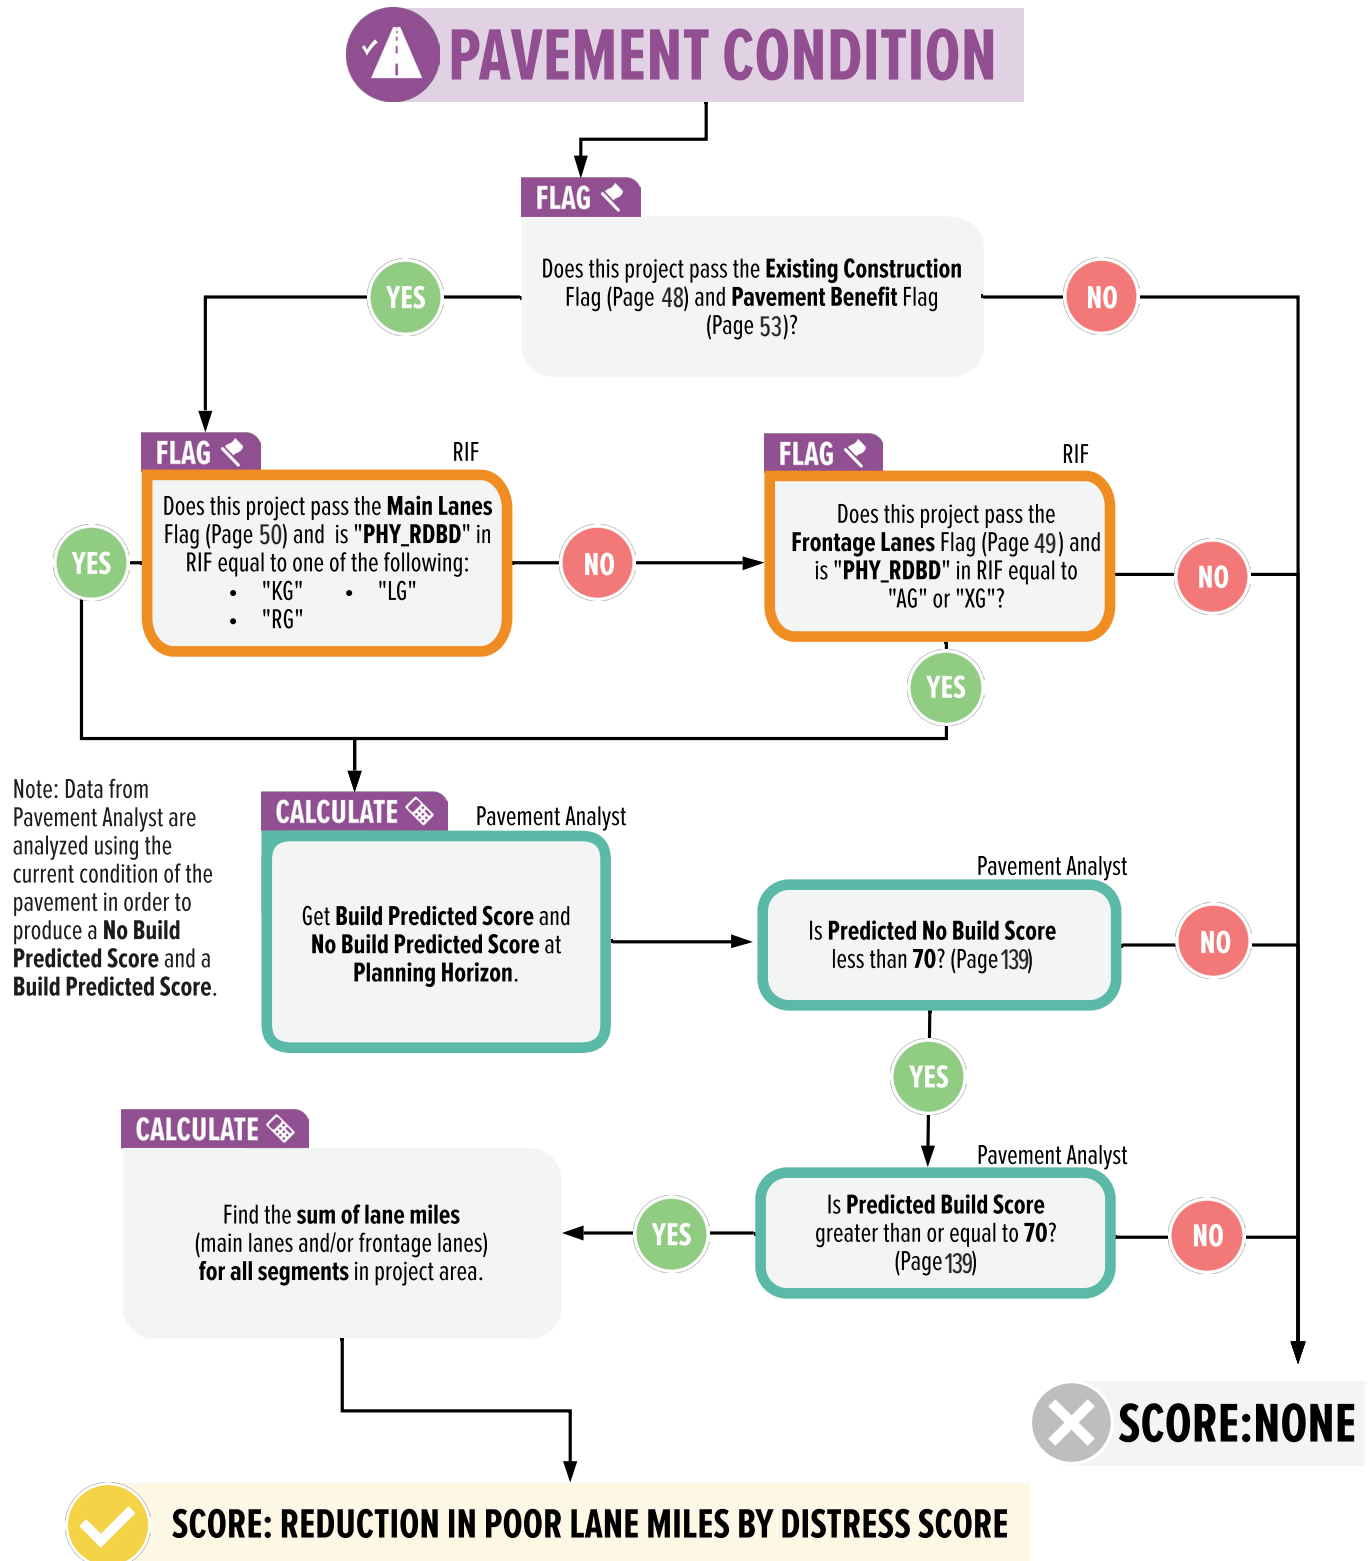 PAVEMENT CONDITION
FLAG
Does this project pass the Existing Construction
Flag (Page 48) and Pavement Benefit Flag
(Page 53)?
YES
NO
FLAG
RIF
Does this project pass the Main Lanes
Flag (Page 50) and is "PHY_RDBD" in
RIF equal to one of the following:
• "KG" • "LG"
• "RG"
YES
NO
FLAG
RIF
Does this project pass the
Frontage Lanes Flag (Page 49) and
is "PHY_RDBD" in RIF equal to
"AG" or "XG"?
NO
YES
Note: Data from
Pavement Analyst are
analyzed using the
current condition of the
pavement in order to
produce a No Build
Predicted Score and a
Build Predicted Score.
CALCULATE
Pavement Analyst
Get Build Predicted Score and
No Build Predicted Score at
Planning Horizon.
Pavement Analyst
Is Predicted No Build Score
less than 70? (Page 139)
NO
YES
Pavement Analyst
Is Predicted Build Score
greater than or equal to 70?
(Page 139)
NO
YES
CALCULATE
Find the sum of lane miles
(main lanes and/or frontage lanes)
for all segments in project area.
SCORE:NONE
SCORE: REDUCTION IN POOR LANE MILES BY DISTRESS SCORE